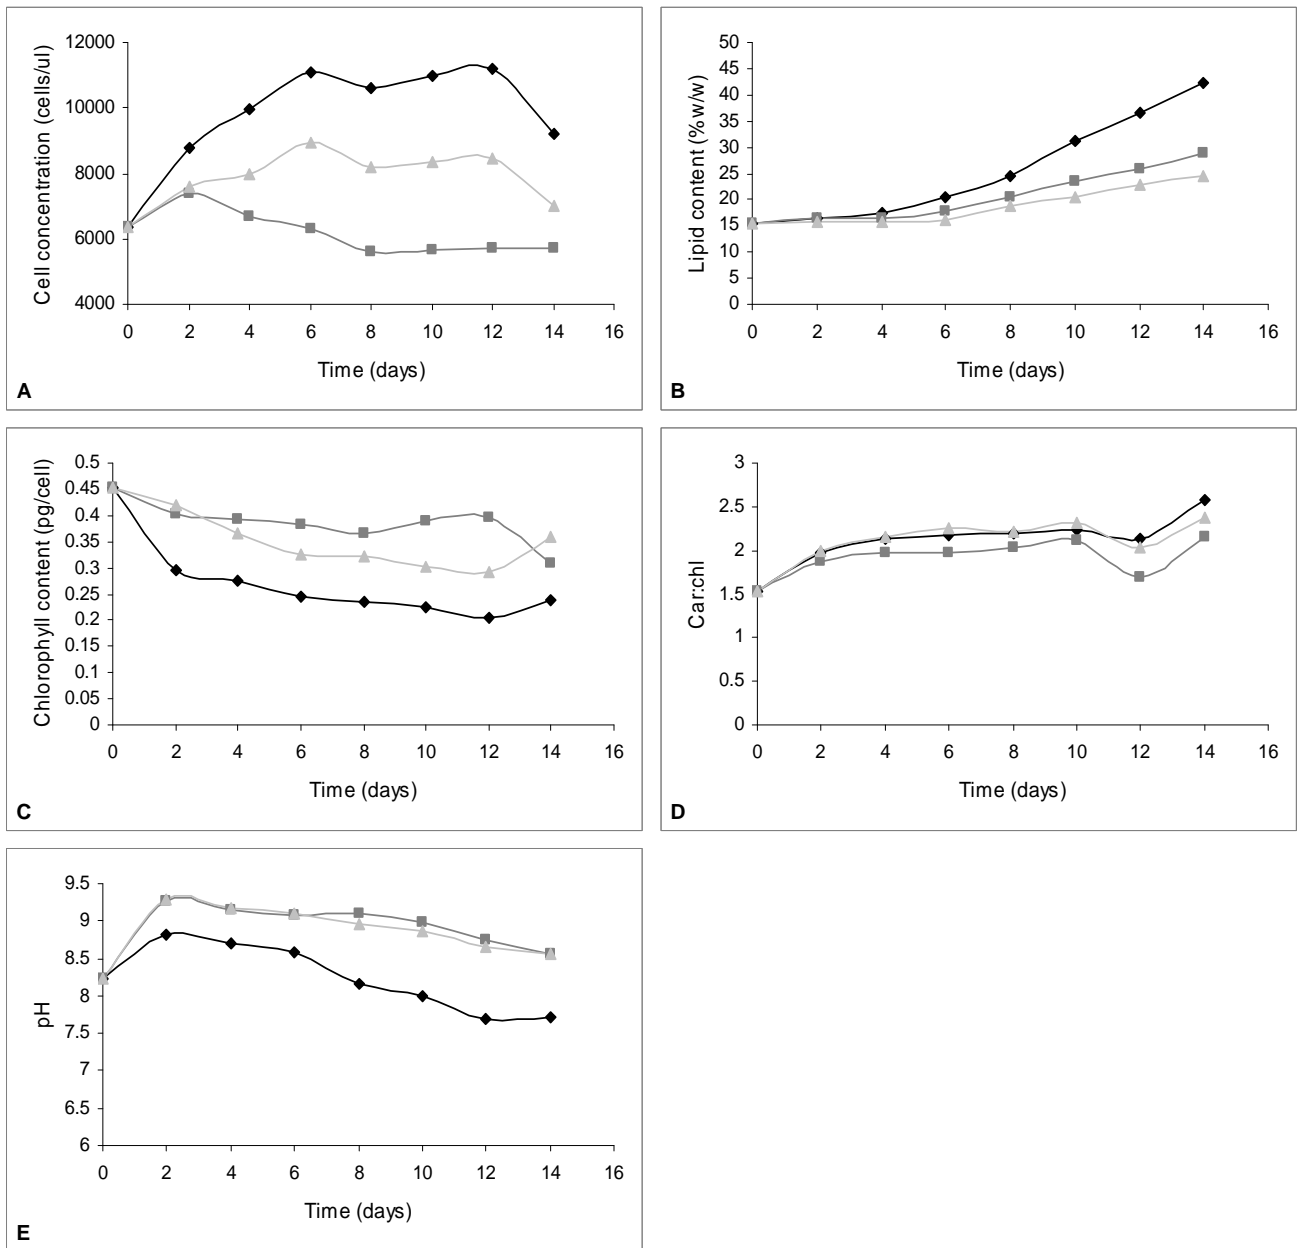 12000
10000
8000
6000
4000
Cell concentration (cells/ul)
0 2 4 6 8 10 12 14 16
Time (days)
A
50
45
40
35
30
25
20
15
10
5
0
Lipid content (%w/w)
0 2 4 6 8 10 12 14 16
Time (days)
B
0.5
0.45
0.4
0.35
0.3
0.25
0.2
0.15
0.1
0.05
0
Chlorophyll content (pg/cell)
0 2 4 6 8 10 12 14 16
Time (days)
C
3
2.5
2
1.5
1
0.5
0
Car:chl
0 2 4 6 8 10 12 14 16
Time (days)
D
9.5
9
8.5
8
7.5
7
6.5
6
pH
0 2 4 6 8 10 12 14 16
Time (days)
E